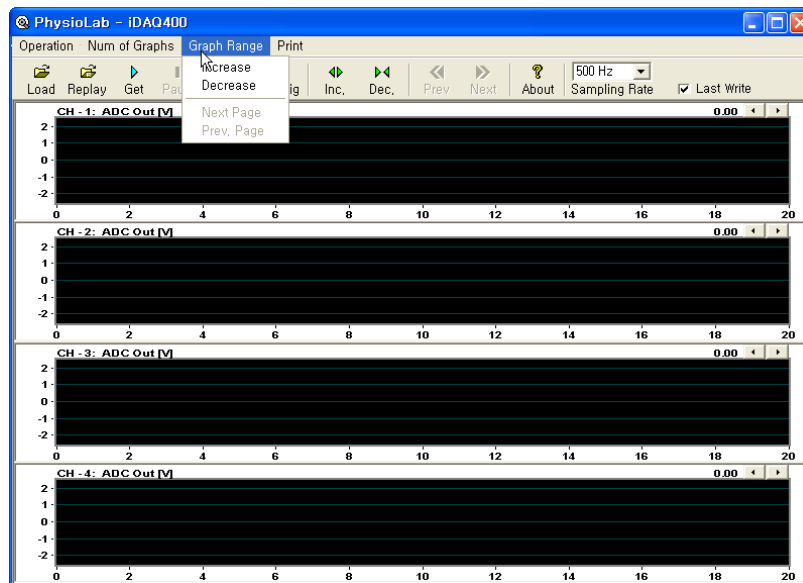 PhysioLab - iDAQ400
Operation Num of Graphs Graph Range Print
Increase
Decrease
Next Page
Prev. Page
Load Replay Get Inc. Dec. Prev Next About
500 Hz
Sampling Rate
Last Write
CH - 1: ADC Out [V] 0.00
2
1
0
-1
-2
0 2 4 6 8 10 12 14 16 18 20
CH - 2: ADC Out [V] 0.00
2
1
0
-1
-2
0 2 4 6 8 10 12 14 16 18 20
CH - 3: ADC Out [V] 0.00
2
1
0
-1
-2
0 2 4 6 8 10 12 14 16 18 20
CH - 4: ADC Out [V] 0.00
2
1
0
-1
-2
0 2 4 6 8 10 12 14 16 18 20